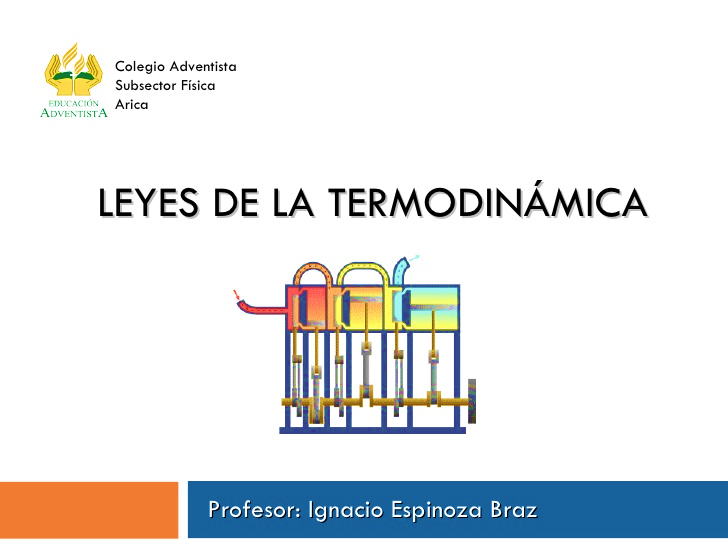 Colegio Adventista
Subsector Física
Arica
EDUCACIÓN
ADVENTISTA
LEYES DE LA TERMODINÁMICA
Profesor: Ignacio Espinoza Braz